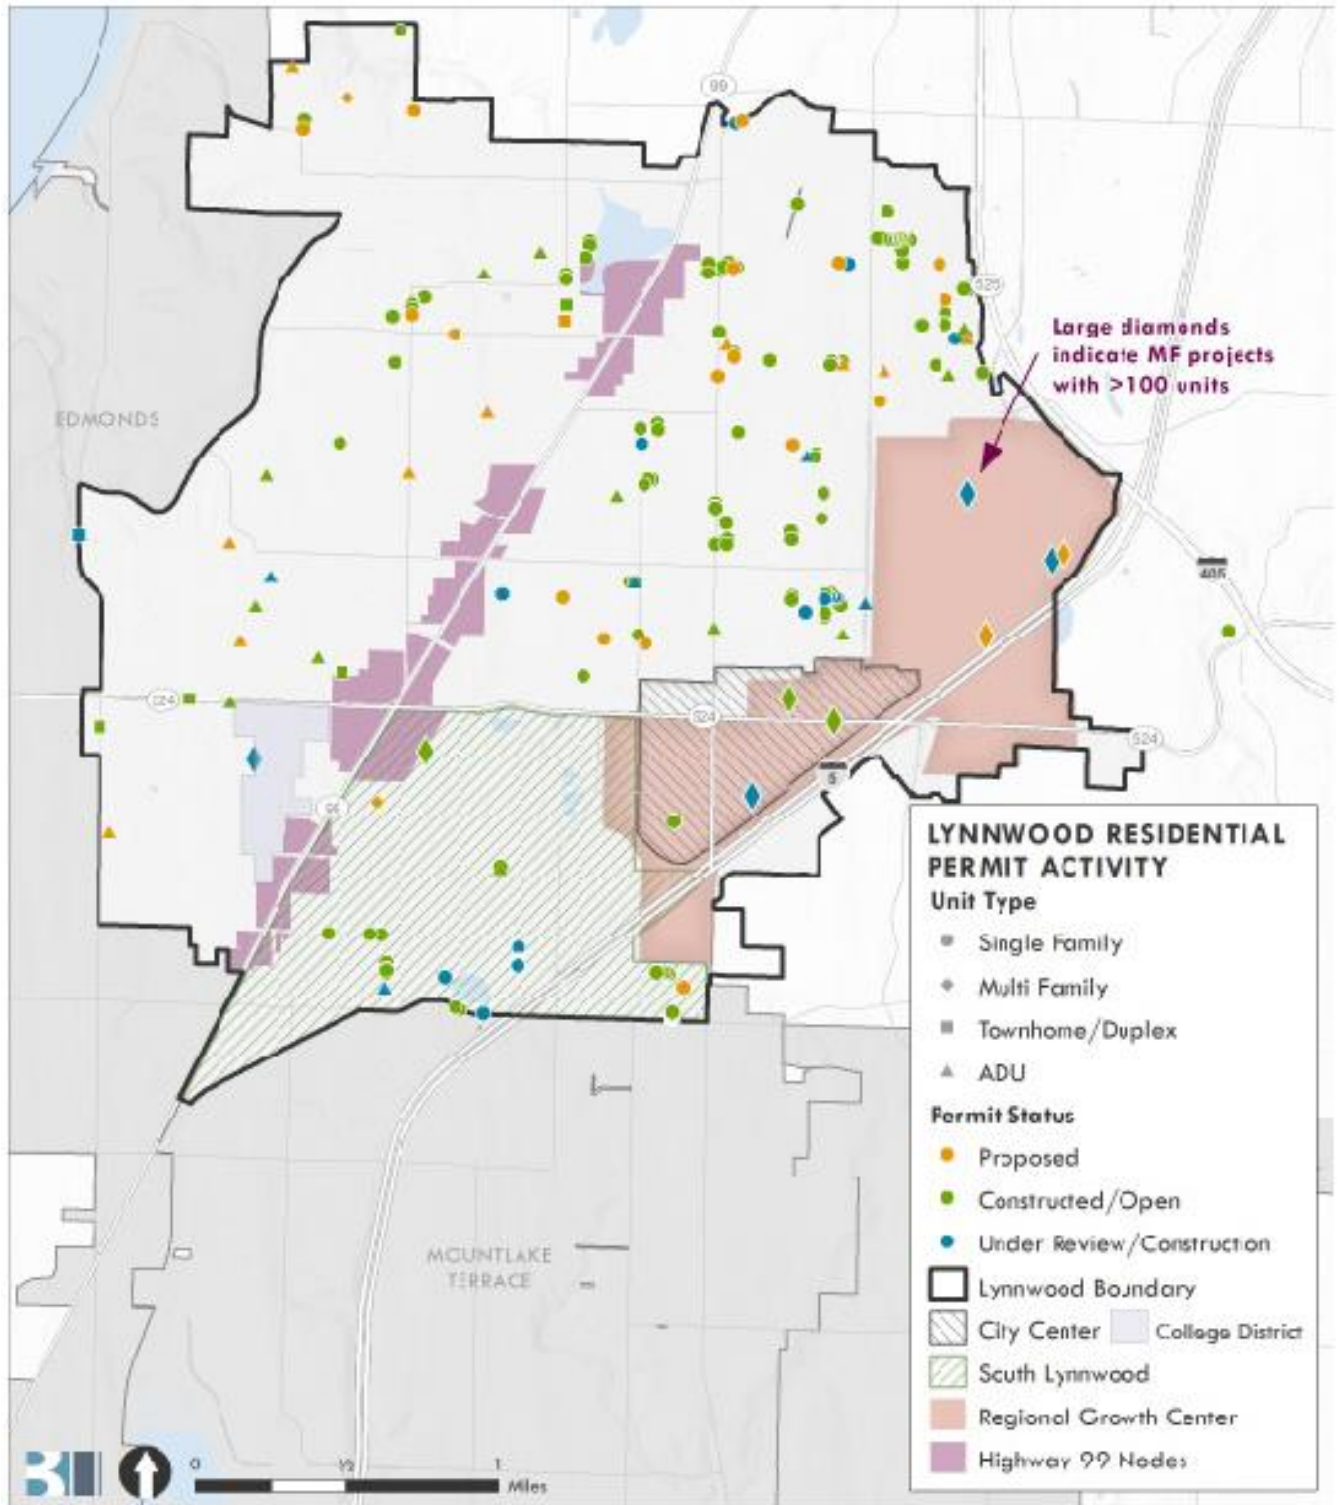 99
525
Large diamonds
indicate MF projects
with >100 units
EDMONDS
405
524
524
524
5
99
LYNNWOOD RESIDENTIAL
PERMIT ACTIVITY
Unit Type
Single Family
Multi Family
Townhome/Duplex
ADU
Permit Status
Proposed
Constructed/Open
Under Review/Construction
Lynnwood Boundary
City Center
College District
South Lynnwood
Regional Growth Center
Highway 99 Nodes
MOUNTLAKE
TERRACE
0 ½ 1
Miles